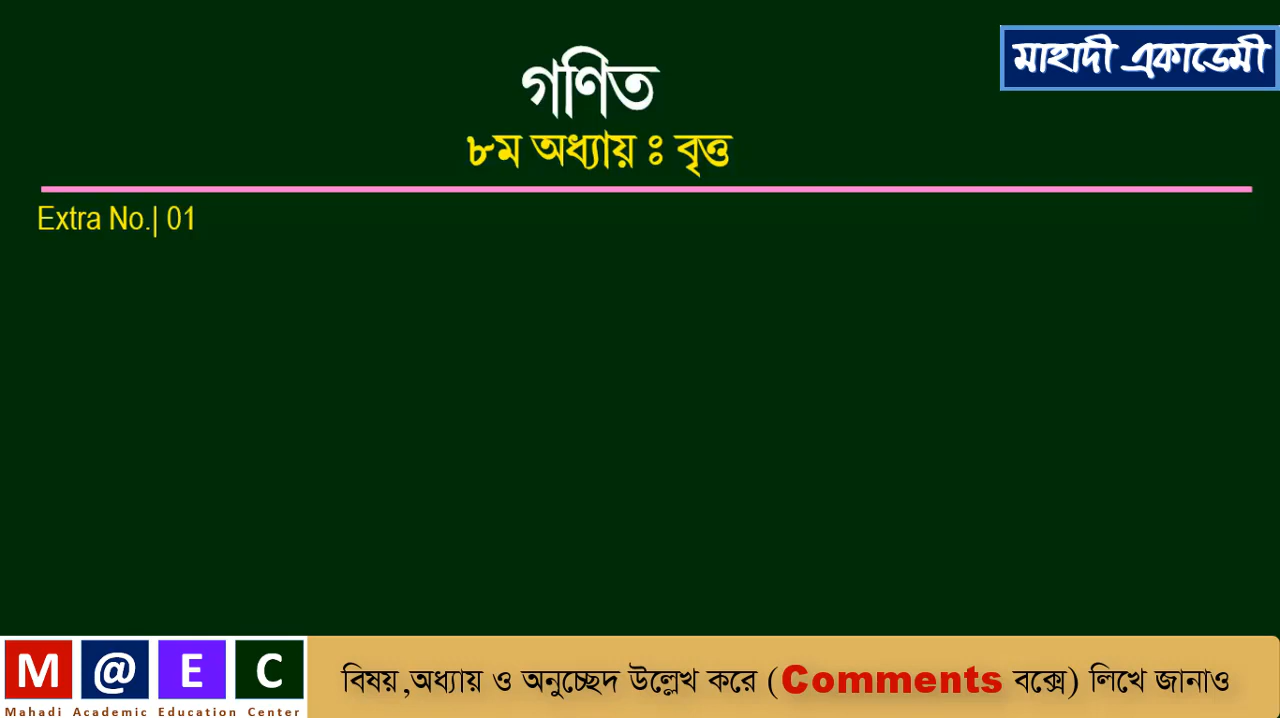 মাহাদী একাডেমী
গণিত
৮ম অধ্যায় ঃ বৃত্ত
Extra No.| 01
M @ E C
Mahadi Academic Education Center
বিষয়,অধ্যায় ও অনুচ্ছেদ উল্লেখ করে (Comments বক্সে) লিখে জানাও